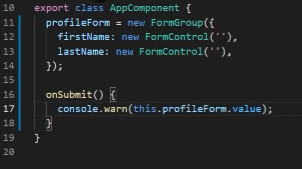 10 export class AppComponent {
11 profileForm = new FormGroup({
12 firstName: new FormControl(''),
13 lastName: new FormControl(''),
14 });
15
16 onSubmit() {
17 console.warn(this.profileForm.value);
18 }
19 }
20